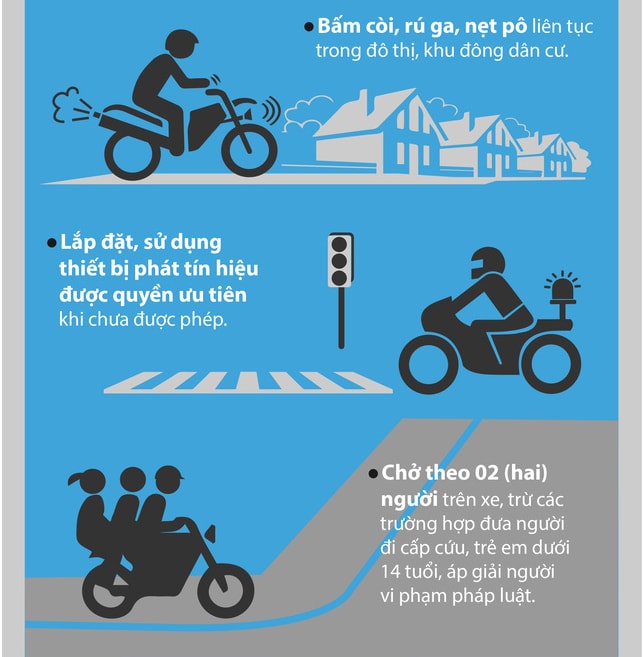 • Bấm còi, rú ga, nẹt pô liên tục
trong đô thị, khu đông dân cư.
• Lắp đặt, sử dụng
thiết bị phát tín hiệu
được quyền ưu tiên
khi chưa được phép.
• Chở theo 02 (hai)
người trên xe, trừ các
trường hợp đưa người
đi cấp cứu, trẻ em dưới
14 tuổi, áp giải người
vi phạm pháp luật.